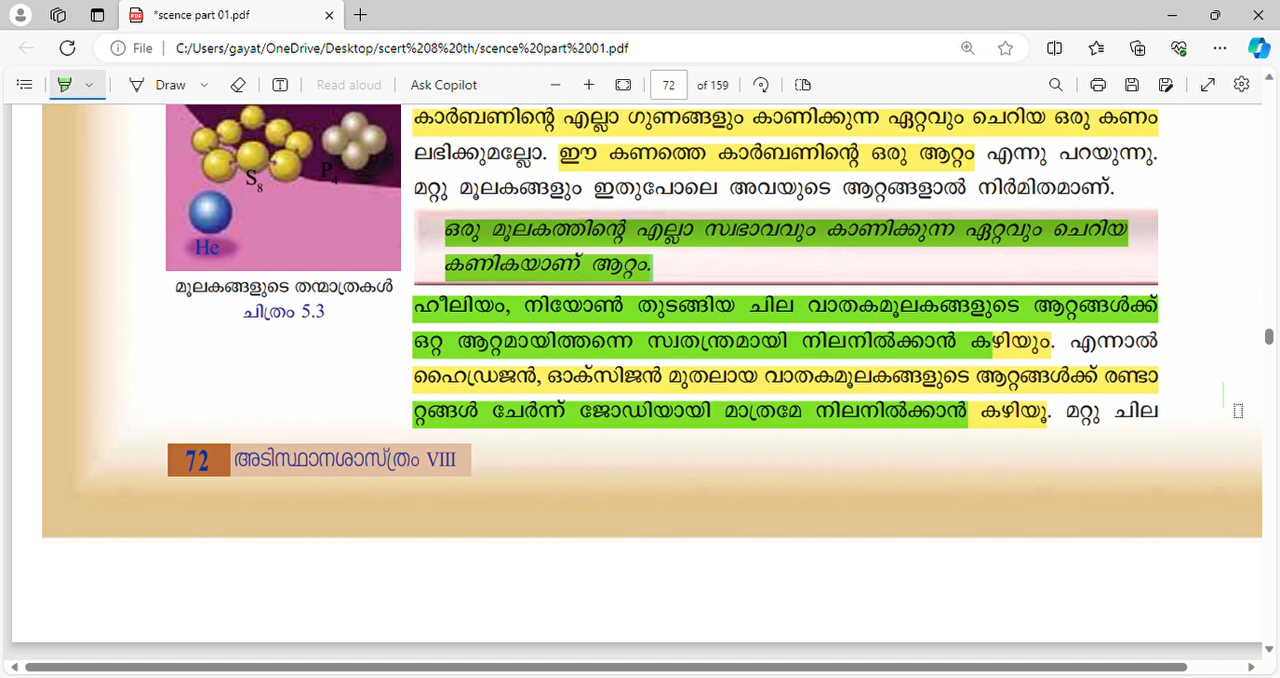 *scence part 01.pdf
File
C:/Users/gayat/OneDrive/Desktop/scert%208%20th/scence%20part%2001.pdf
Draw
Read aloud
Ask Copilot
72
of 159
S8
P4
He
മൂലകങ്ങളുടെ തന്മാത്രകൾ
ചിത്രം 5.3
കാർബണിന്റെ എല്ലാ ഗുണങ്ങളും കാണിക്കുന്ന ഏറ്റവും ചെറിയ ഒരു കണം
ലഭിക്കുമല്ലോ. ഈ കണത്തെ കാർബണിന്റെ ഒരു ആറ്റം എന്നു പറയുന്നു.
മറ്റു മൂലകങ്ങളും ഇതുപോലെ അവയുടെ ആറ്റങ്ങളാൽ നിർമിതമാണ്.
ഒരു മൂലകത്തിന്റെ എല്ലാ സ്വഭാവവും കാണിക്കുന്ന ഏറ്റവും ചെറിയ
കണികയാണ് ആറ്റം.
ഹീലിയം, നിയോൺ തുടങ്ങിയ ചില വാതകമൂലകങ്ങളുടെ ആറ്റങ്ങൾക്ക്
ഒറ്റ ആറ്റമായിത്തന്നെ സ്വതന്ത്രമായി നിലനിൽക്കാൻ കഴിയും. എന്നാൽ
ഹൈഡ്രജൻ, ഓക്സിജൻ മുതലായ വാതകമൂലകങ്ങളുടെ ആറ്റങ്ങൾക്ക് രണ്ടാ
റ്റങ്ങൾ ചേർന്ന് ജോഡിയായി മാത്രമേ നിലനിൽക്കാൻ കഴിയൂ. മറ്റു ചില
72 അടിസ്ഥാനശാസ്ത്രം VIII